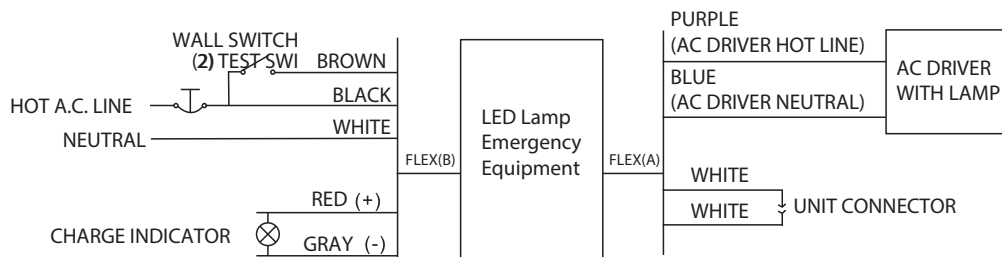 WALL SWITCH
(2) TEST SWI
BROWN
HOT A.C. LINE
BLACK
NEUTRAL
WHITE
RED (+)
CHARGE INDICATOR
GRAY (-)
FLEX(B)
LED Lamp
Emergency
Equipment
FLEX(A)
PURPLE
(AC DRIVER HOT LINE)
BLUE
(AC DRIVER NEUTRAL)
AC DRIVER
WITH LAMP
WHITE
WHITE
UNIT CONNECTOR